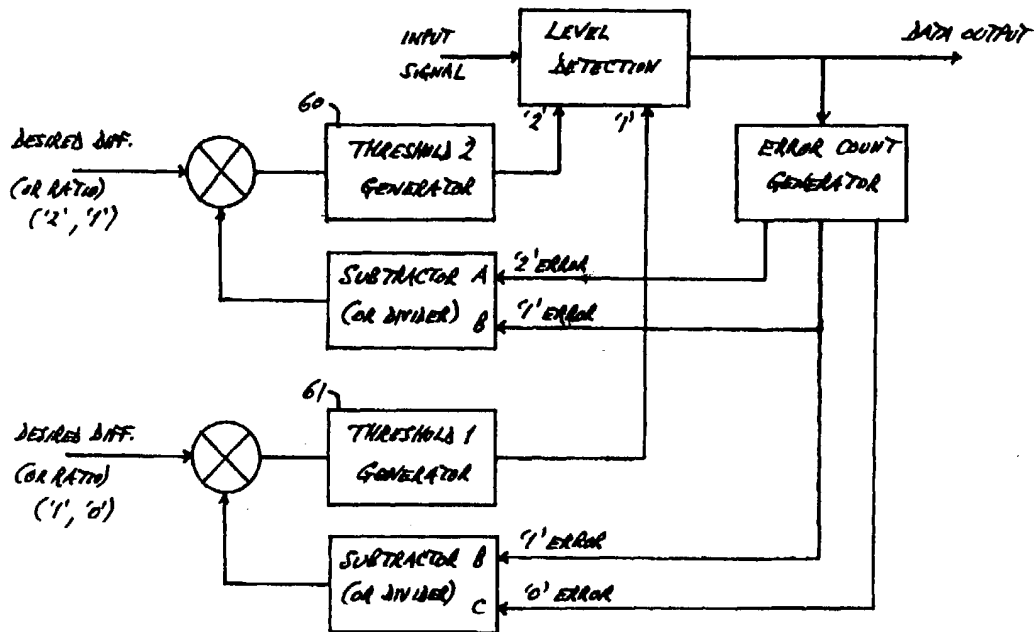 INPUT
SIGNAL
LEVEL
DETECTION
DATA OUTPUT
'2'
'1'
60
DESIRED DIFF.
(OR RATIO)
('2', '1')
THRESHOLD 2
GENERATOR
ERROR COUNT
GENERATOR
SUBTRACTOR A
(OR DIVIDER)
B
'2' ERROR
'1' ERROR
61
DESIRED DIFF.
(OR RATIO)
('1', '0')
THRESHOLD 1
GENERATOR
SUBTRACTOR B
(OR DIVIDER)
C
'1' ERROR
'0' ERROR